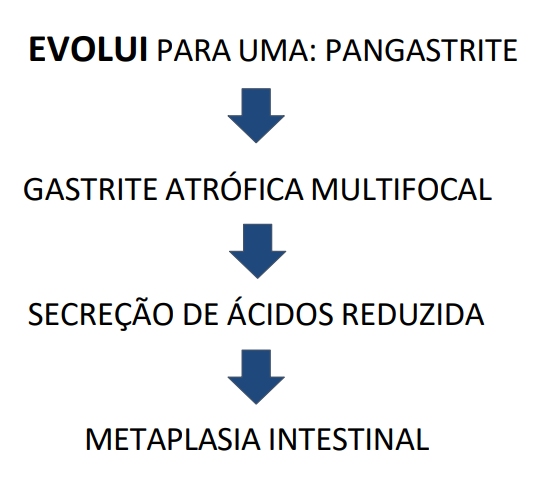 EVOLUI PARA UMA: PANGASTRITE
GASTRITE ATRÓFICA MULTIFOCAL
SECREÇÃO DE ÁCIDOS REDUZIDA
METAPLASIA INTESTINAL